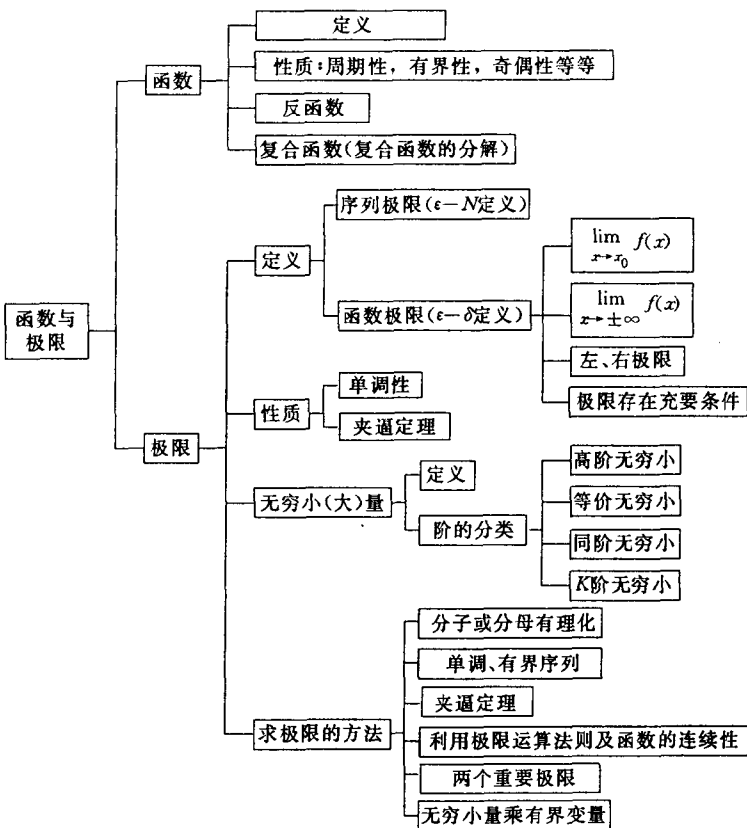 定义
性质:周期性，有界性，奇偶性等等
函数
反函数
复合函数(复合函数的分解)
序列极限(ε－N定义)
定义
lim f(x)
x→x₀
函数与
极限
函数极限(ε－δ定义)
lim f(x)
x→±∞
左、右极限
极限存在充要条件
单调性
性质
夹逼定理
极限
高阶无穷小
定义
无穷小(大)量
等价无穷小
阶的分类
同阶无穷小
K阶无穷小
分子或分母有理化
单调、有界序列
夹逼定理
求极限的方法
利用极限运算法则及函数的连续性
两个重要极限
无穷小量乘有界变量